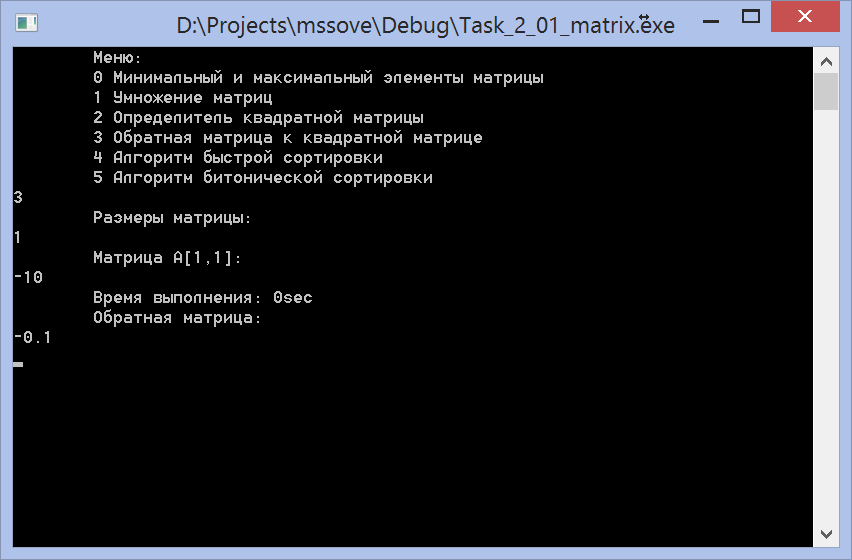 D:\Projects\mssove\Debug\Task_2_01_matrix.exe
Меню:
0 Минимальный и максимальный элементы матрицы
1 Умножение матриц
2 Определитель квадратной матрицы
3 Обратная матрица к квадратной матрице
4 Алгоритм быстрой сортировки
5 Алгоритм битонической сортировки
3
Размеры матрицы:
1
Матрица A[1,1]:
-10
Время выполнения: 0sec
Обратная матрица:
-0.1